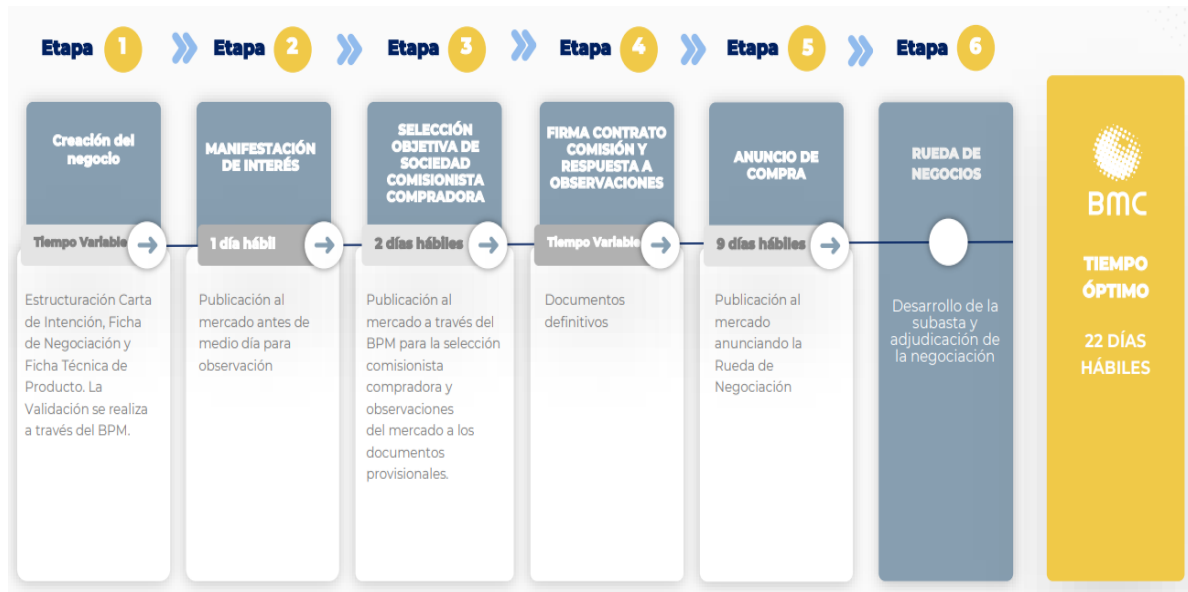 Etapa 1
Etapa 2
Etapa 3
Etapa 4
Etapa 5
Etapa 6
Creación del
negocio
Tiempo Variable
Estructuración Carta
de Intención, Ficha
de Negociación y
Ficha Técnica de
Producto. La
Validación se realiza
a través del BPM.
MANIFESTACIÓN
DE INTERÉS
1 día hábil
Publicación al
mercado antes de
medio día para
observación
SELECCIÓN
OBJETIVA DE
SOCIEDAD
COMISIONISTA
COMPRADORA
2 días hábiles
Publicación al
mercado a través del
BPM para la selección
comisionista
compradora y
observaciones
del mercado a los
documentos
provisionales.
FIRMA CONTRATO
COMISIÓN Y
RESPUESTA A
OBSERVACIONES
Tiempo Variable
Documentos
definitivos
ANUNCIO DE
COMPRA
9 días hábiles
Publicación al
mercado
anunciando la
Rueda de
Negociación
RUEDA DE
NEGOCIOS
Desarrollo de la
subasta y
adjudicación de
la negociación
BMC
TIEMPO
ÓPTIMO
22 DÍAS
HÁBILES